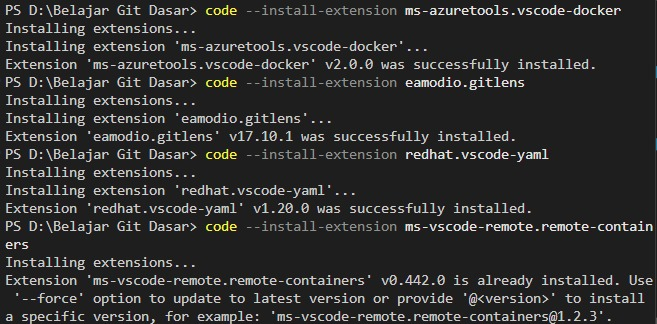 PS D:\Belajar Git Dasar> code --install-extension ms-azuretools.vscode-docker
Installing extensions...
Installing extension 'ms-azuretools.vscode-docker'...
Extension 'ms-azuretools.vscode-docker' v2.0.0 was successfully installed.
PS D:\Belajar Git Dasar> code --install-extension eamodio.gitlens
Installing extensions...
Installing extension 'eamodio.gitlens'...
Extension 'eamodio.gitlens' v17.10.1 was successfully installed.
PS D:\Belajar Git Dasar> code --install-extension redhat.vscode-yaml
Installing extensions...
Installing extension 'redhat.vscode-yaml'...
Extension 'redhat.vscode-yaml' v1.20.0 was successfully installed.
PS D:\Belajar Git Dasar> code --install-extension ms-vscode-remote.remote-contain
ers
Installing extensions...
Extension 'ms-vscode-remote.remote-containers' v0.442.0 is already installed. Use
 '--force' option to update to latest version or provide '@<version>' to install
a specific version, for example: 'ms-vscode-remote.remote-containers@1.2.3'.